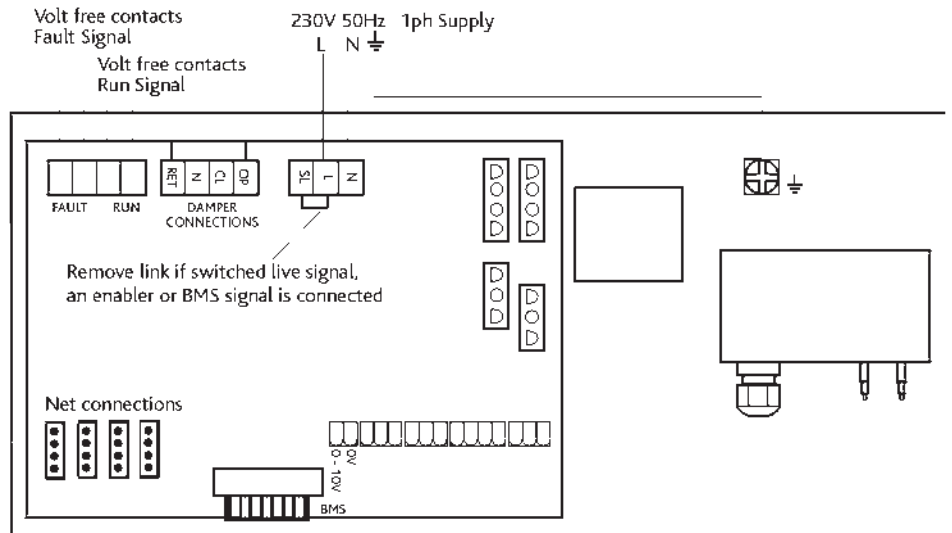 Volt free contacts
Fault Signal
230V 50Hz 1ph Supply
L N
Volt free contacts
Run Signal
RET N CL OP
SL L N
FAULT RUN
DAMPER
CONNECTIONS
Remove link if switched live signal,
an enabler or BMS signal is connected
Net connections
0V
0 - 10V
BMS